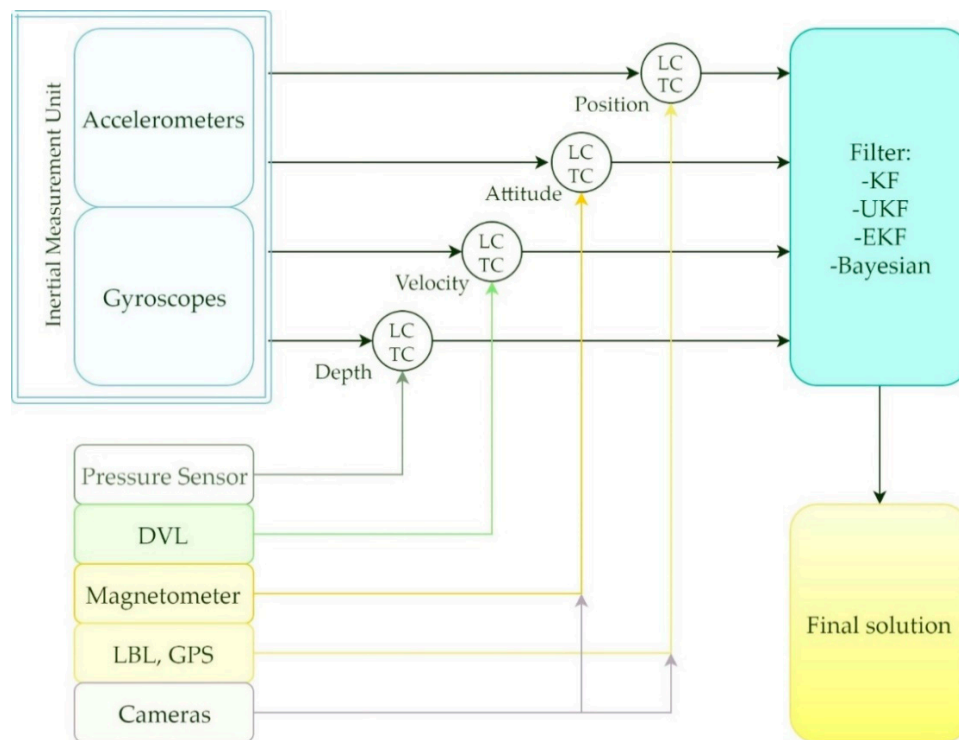 Inertial Measurement Unit
Accelerometers
Gyroscopes
LC
TC
Position
LC
TC
Attitude
LC
TC
Velocity
LC
TC
Depth
Filter:
-KF
-UKF
-EKF
-Bayesian
Pressure Sensor
DVL
Magnetometer
LBL, GPS
Cameras
Final solution